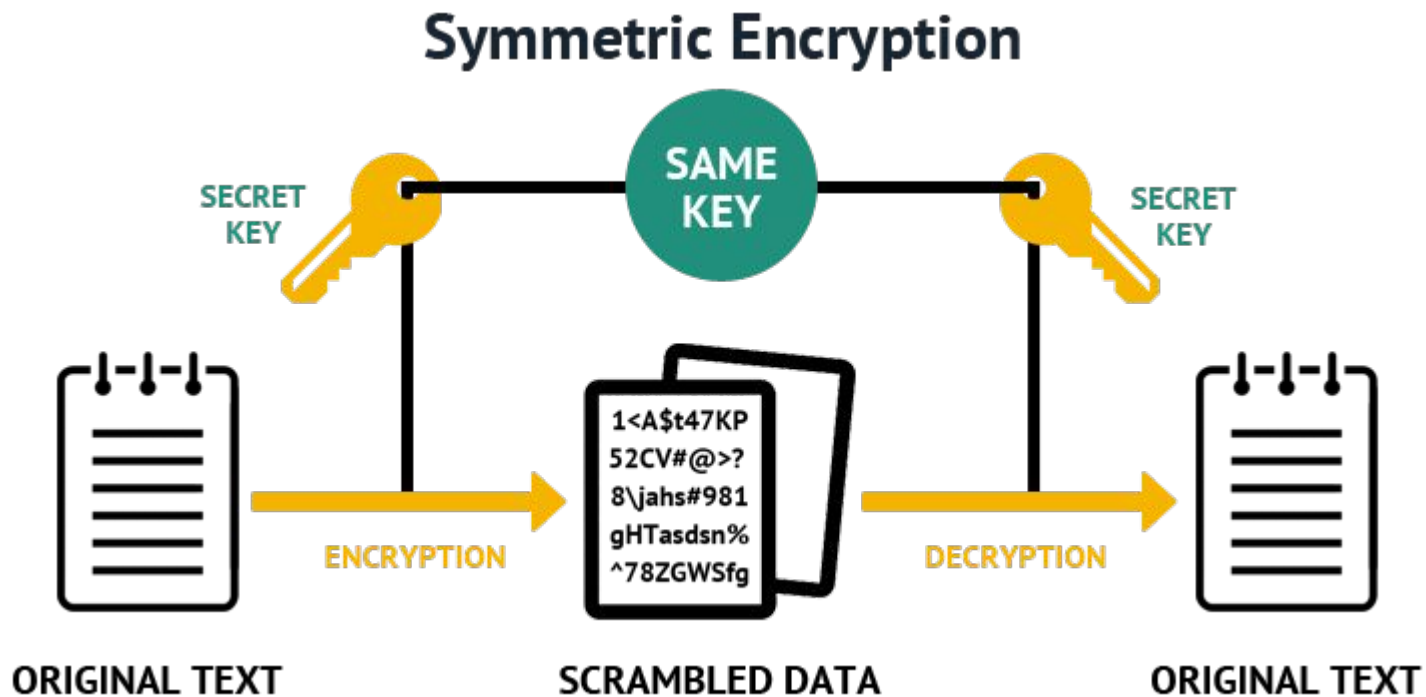 Symmetric Encryption
SAME
KEY
SECRET
KEY
SECRET
KEY
1<A$t47KP
52CV#@>?
8\jahs#981
gHTasdsn%
^78ZGWSfg
ENCRYPTION
DECRYPTION
ORIGINAL TEXT
SCRAMBLED DATA
ORIGINAL TEXT